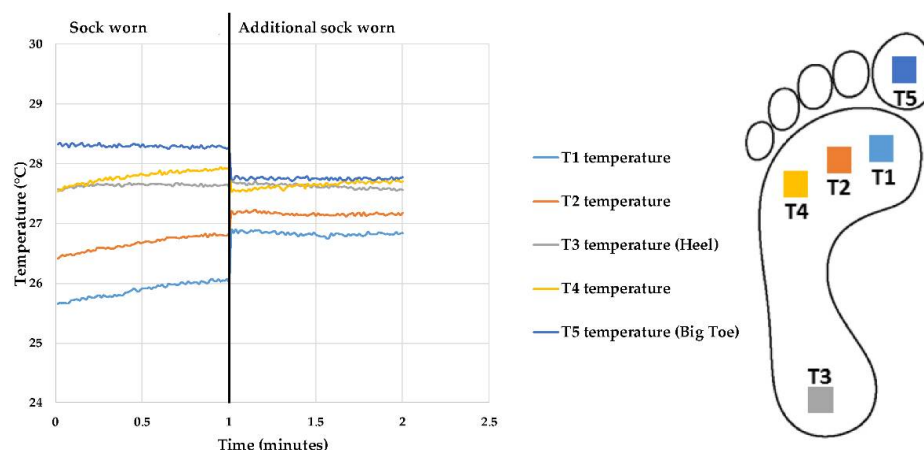 Sock worn
Additional sock worn
30
29
28
27
26
25
24
Temperature (°C)
0
0.5
1
1.5
2
2.5
Time (minutes)
T1 temperature
T2 temperature
T3 temperature (Heel)
T4 temperature
T5 temperature (Big Toe)
T5
T1
T2
T4
T3